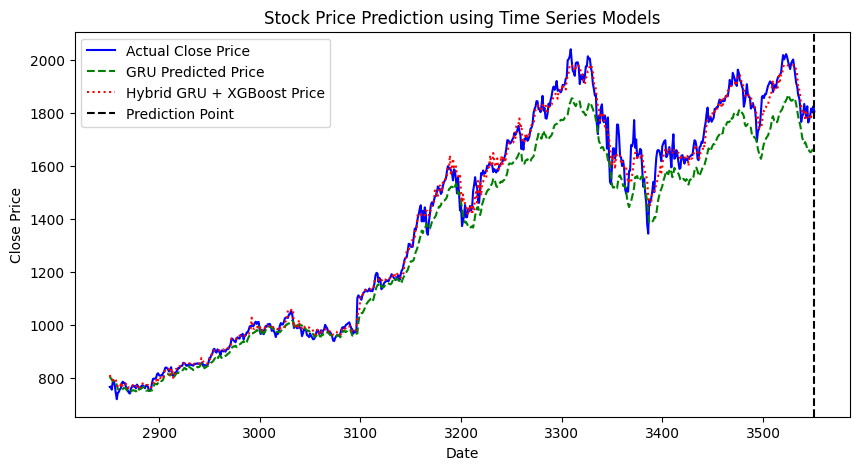 Stock Price Prediction using Time Series Models
Actual Close Price
GRU Predicted Price
Hybrid GRU + XGBoost Price
Prediction Point
Close Price
2000
1800
1600
1400
1200
1000
800
2900 3000 3100 3200 3300 3400 3500
Date